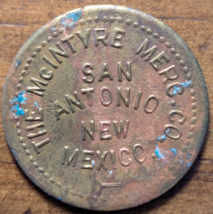 THE McINTYRE MERC. CO.
SAN
ANTONIO
NEW
MEXICO.